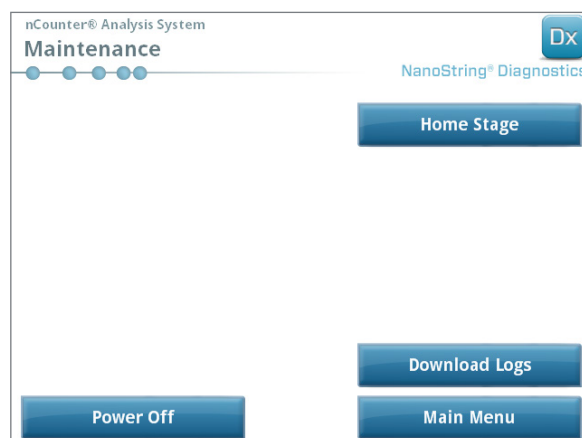 nCounter® Analysis System
Maintenance
Dx
NanoString® Diagnostics
Home Stage
Download Logs
Power Off
Main Menu